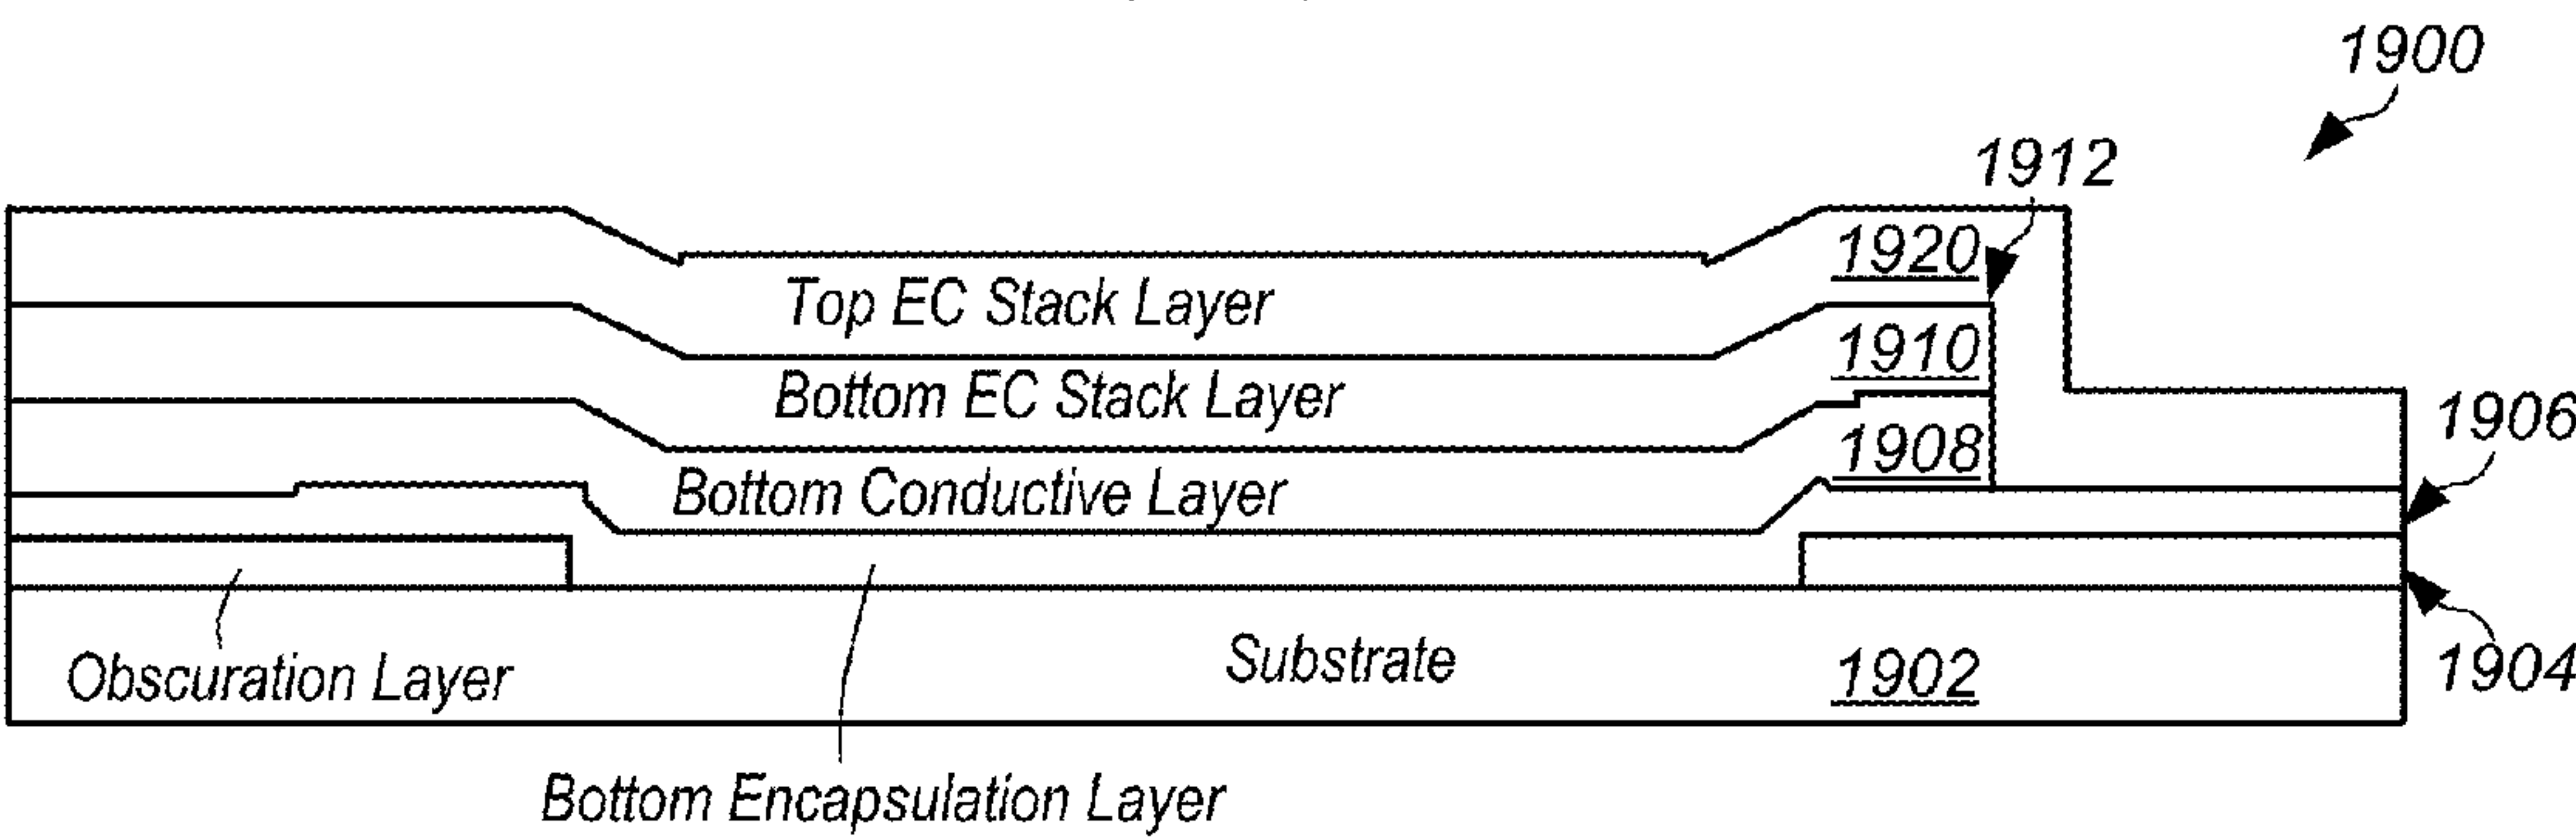 1900
1912
1920
Top EC Stack Layer
1910
Bottom EC Stack Layer
1906
1908
Bottom Conductive Layer
Substrate
Obscuration Layer
1902
1904
Bottom Encapsulation Layer